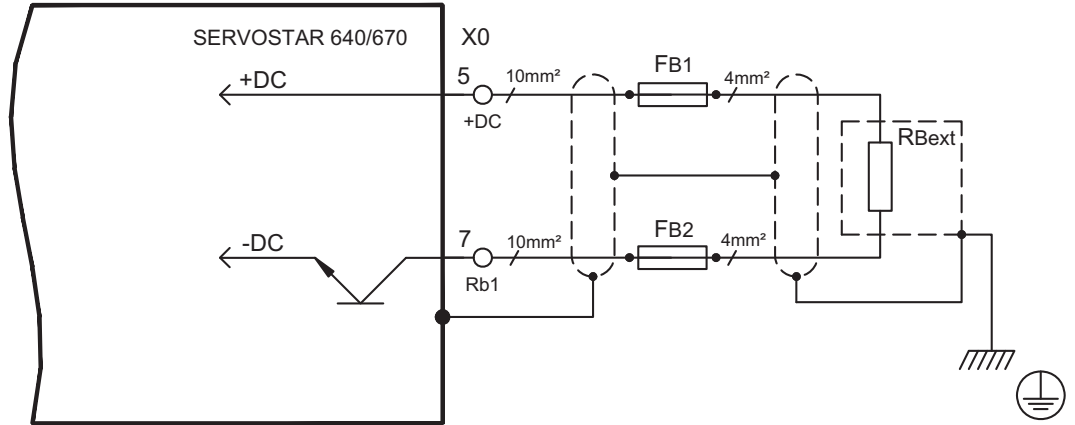 SERVOSTAR 640/670
X0
+DC
5
10mm²
FB1
4mm²
+DC
RBext
-DC
7
10mm²
FB2
4mm²
Rb1